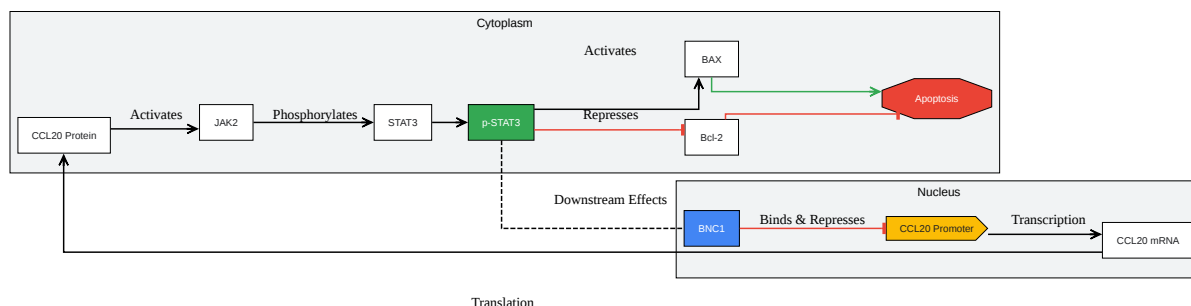 Cytoplasm
Activates
BAX
Apoptosis
Activates
Phosphorylates
Represses
CCL20 Protein
JAK2
STAT3
p-STAT3
Bcl-2
Nucleus
Downstream Effects
BNC1
Binds & Represses
CCL20 Promoter
Transcription
CCL20 mRNA
Translation